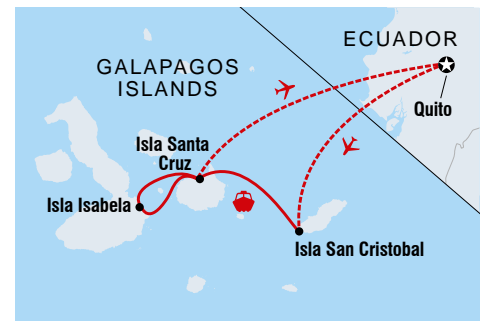 ECUADOR
GALAPAGOS
ISLANDS
Quito
Isla Santa
Cruz
Isla Isabela
Isla San Cristobal